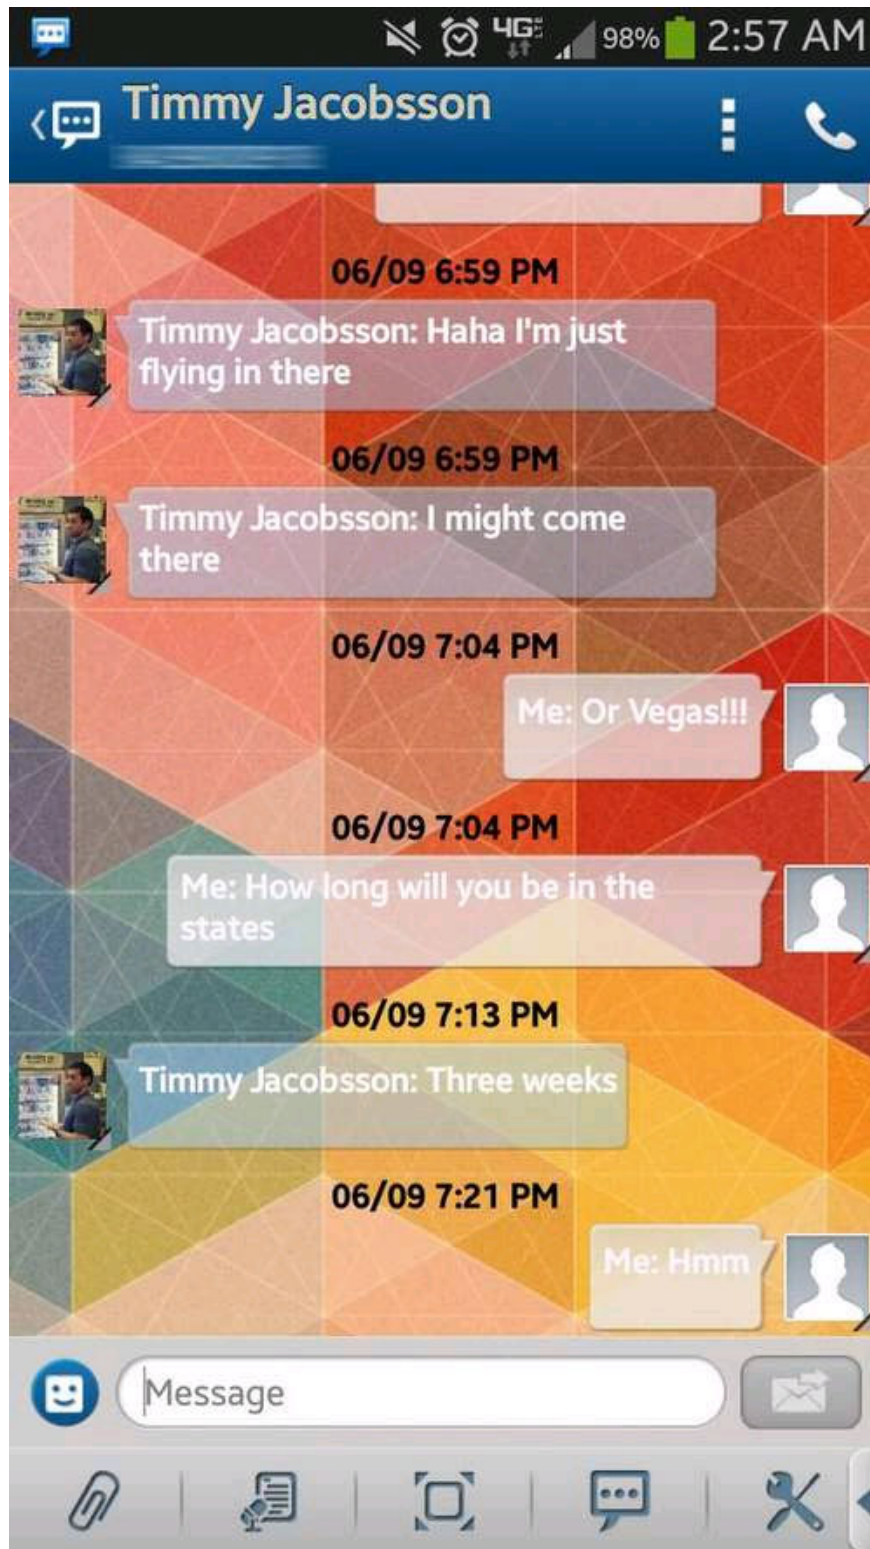 4G LTE 98% 2:57 AM
Timmy Jacobsson
06/09 6:59 PM
Timmy Jacobsson: Haha I'm just
flying in there
06/09 6:59 PM
Timmy Jacobsson: I might come
there
06/09 7:04 PM
Me: Or Vegas!!!
06/09 7:04 PM
Me: How long will you be in the
states
06/09 7:13 PM
Timmy Jacobsson: Three weeks
06/09 7:21 PM
Me: Hmm
Message